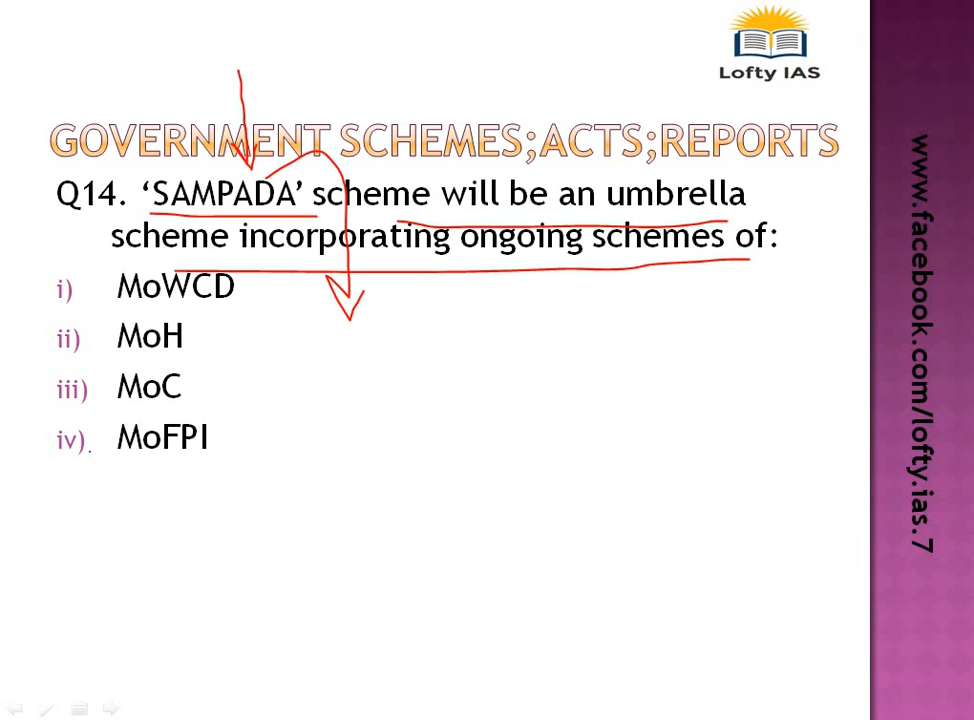 Lofty IAS
GOVERNMENT SCHEMES;ACTS;REPORTS
Q14. ‘SAMPADA’ scheme will be an umbrella
scheme incorporating ongoing schemes of:
i) MoWCD
ii) MoH
iii) MoC
iv) MoFPI
www.facebook.com/lofty.ias.7